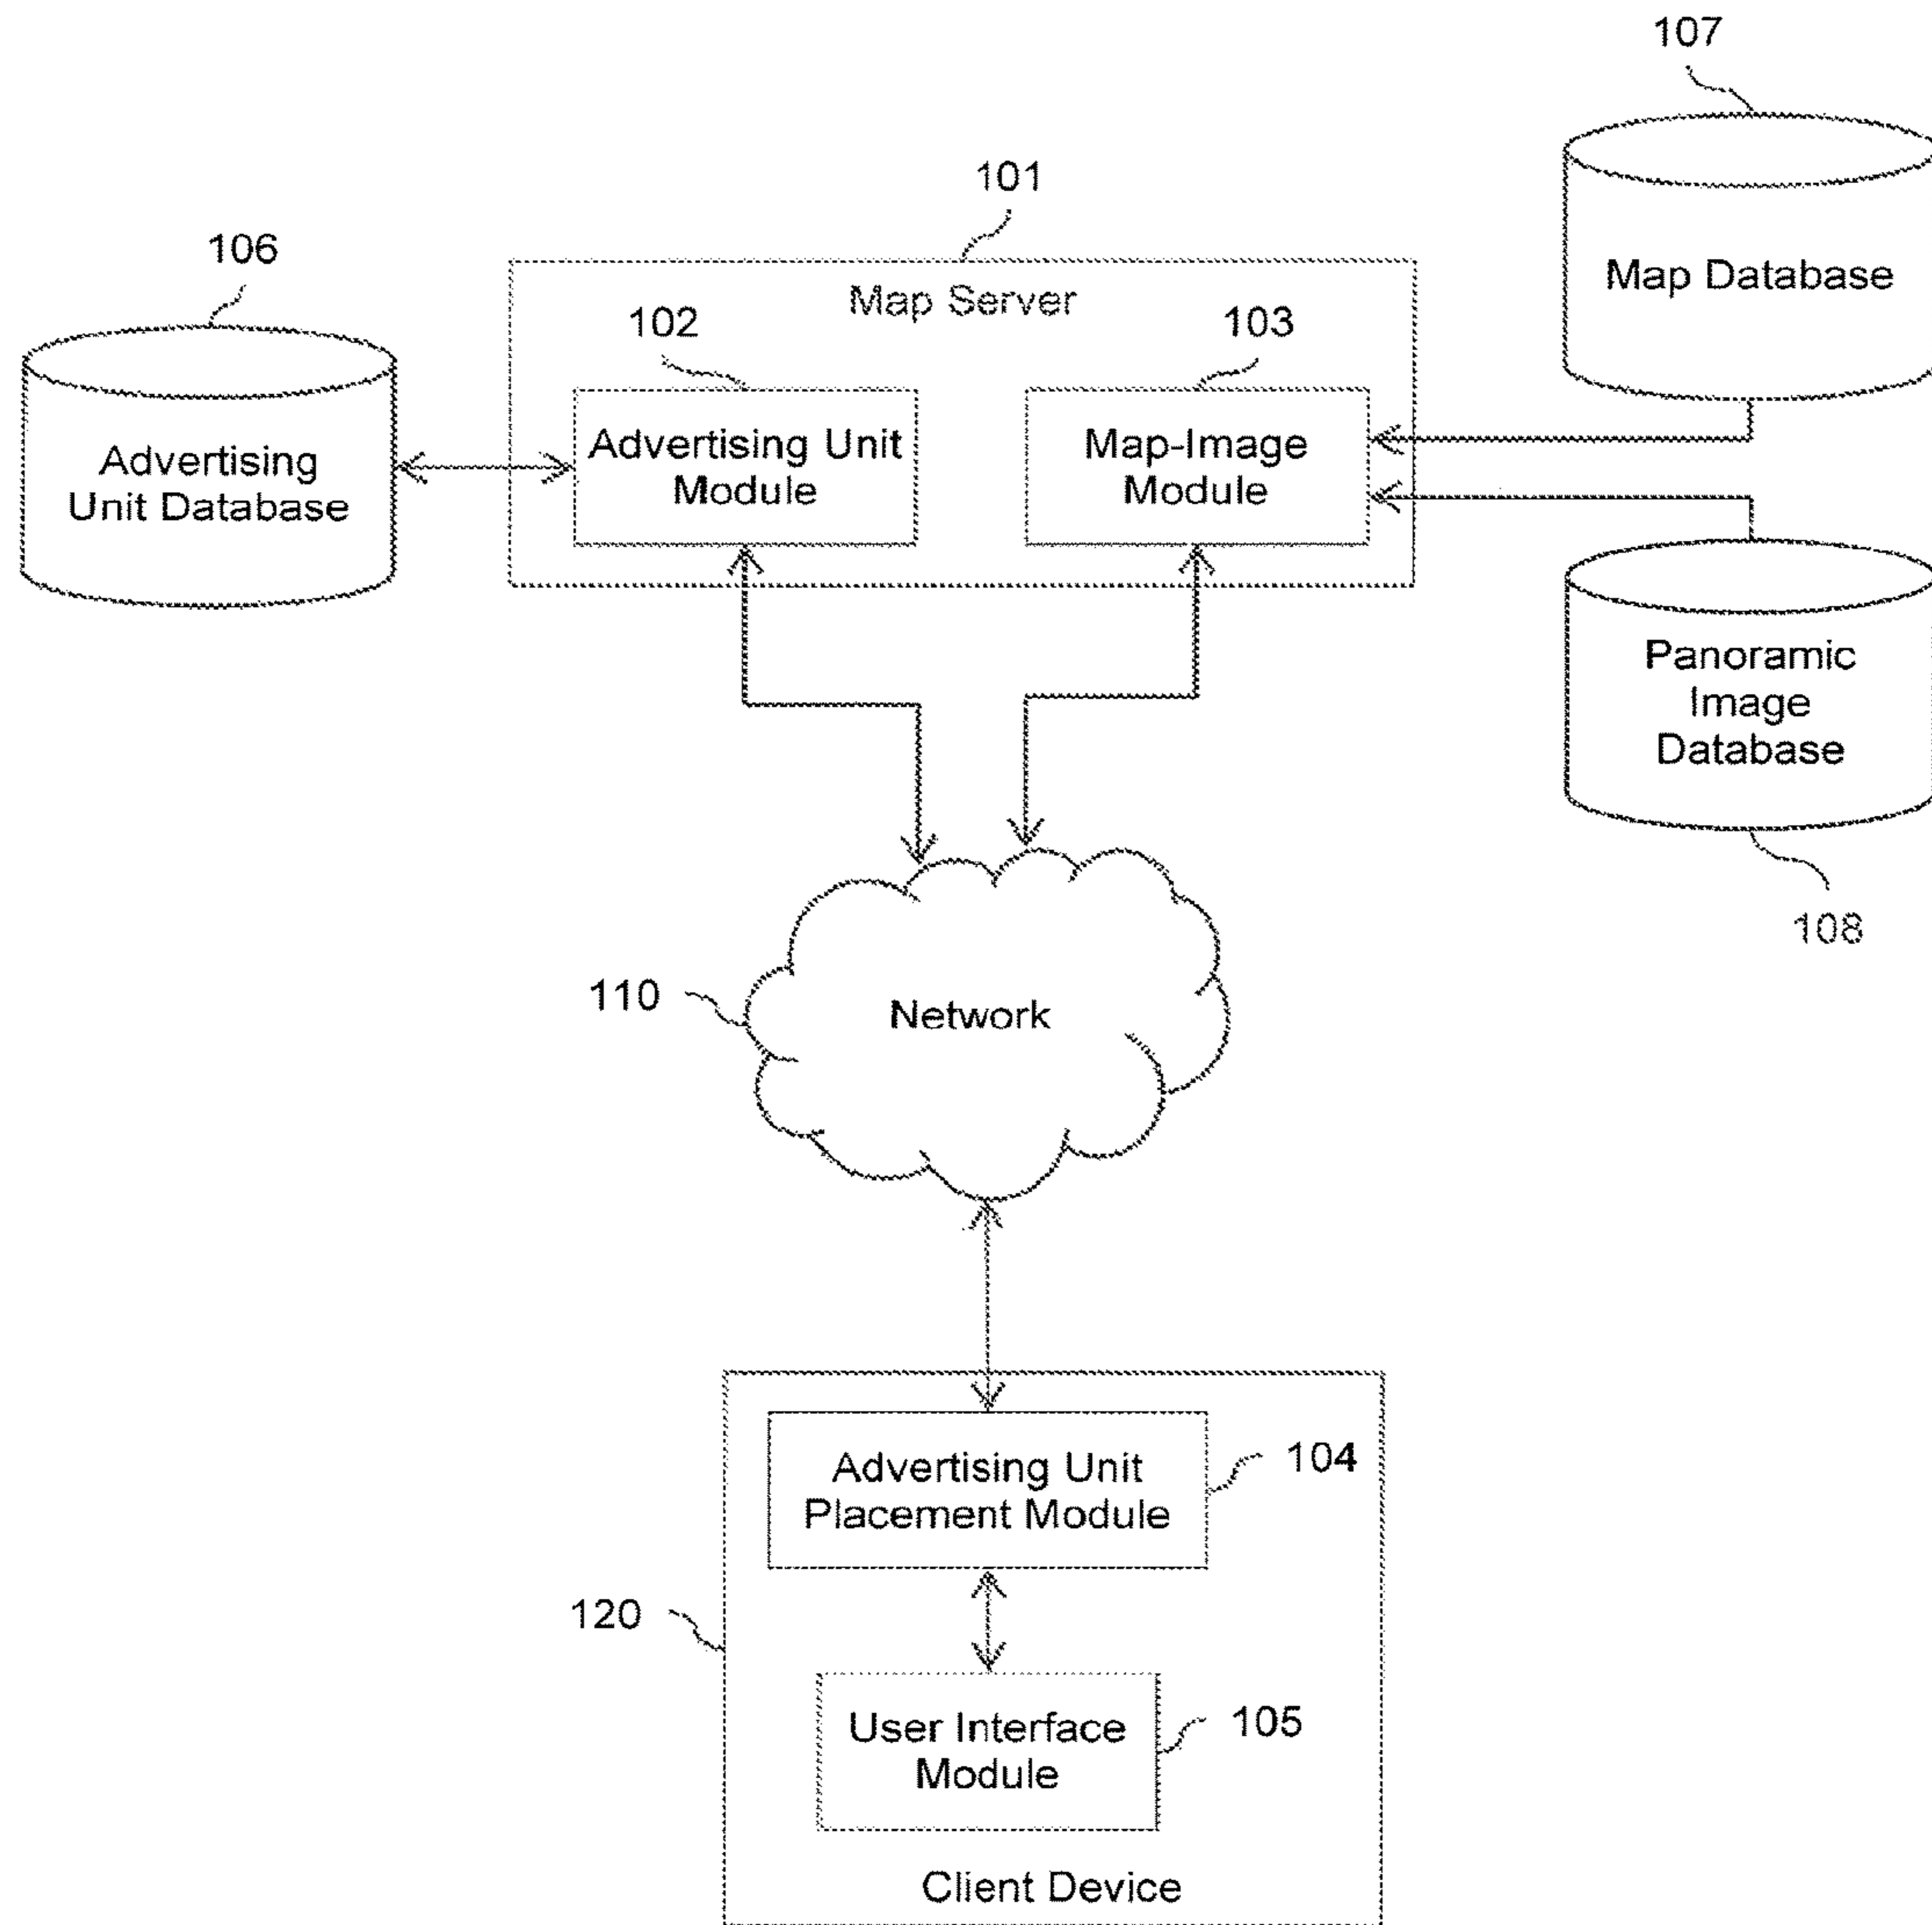 107
101
106
Map Server
Map Database
102
103
Advertising Unit
Module
Map-Image
Module
Advertising
Unit Database
Panoramic
Image
Database
108
110
Network
Advertising Unit
Placement Module
104
120
User Interface
Module
105
Client Device